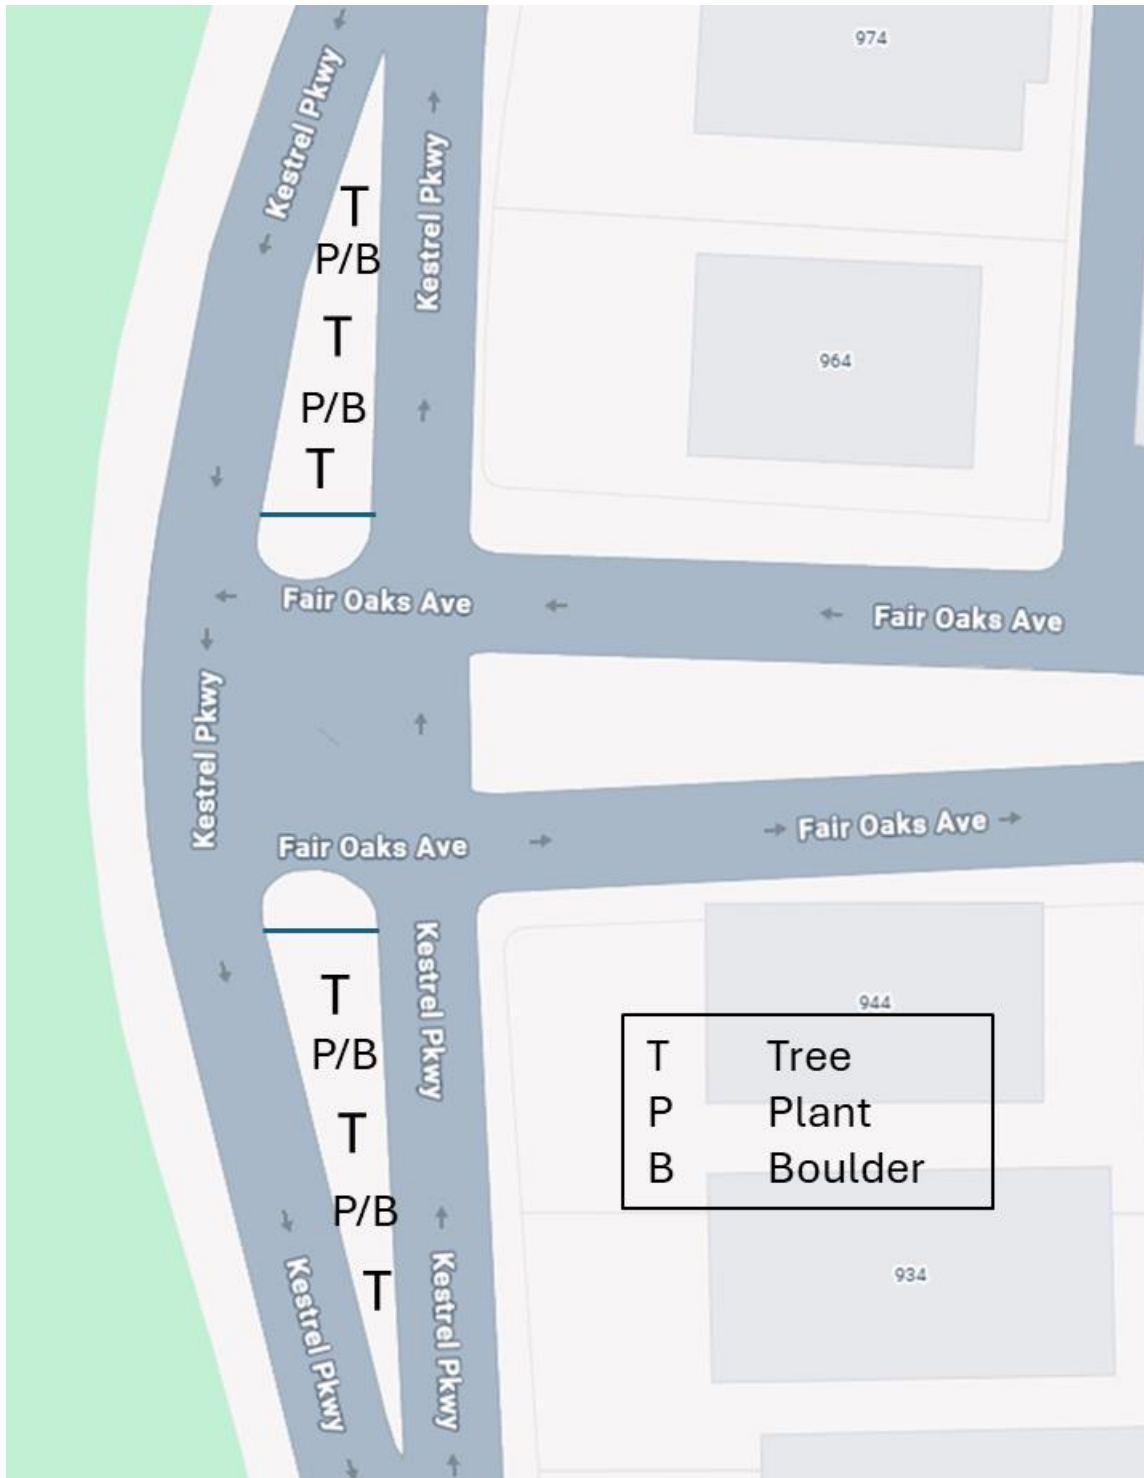 974
Kestrel Pkwy
Kestrel Pkwy
T
P/B
T
964
P/B
T
Fair Oaks Ave
Fair Oaks Ave
Kestrel Pkwy
Fair Oaks Ave
Fair Oaks Ave
Kestrel Pkwy
T
944
P/B
T Tree
P Plant
B Boulder
T
P/B
T
934
Kestrel Pkwy
Kestrel Pkwy